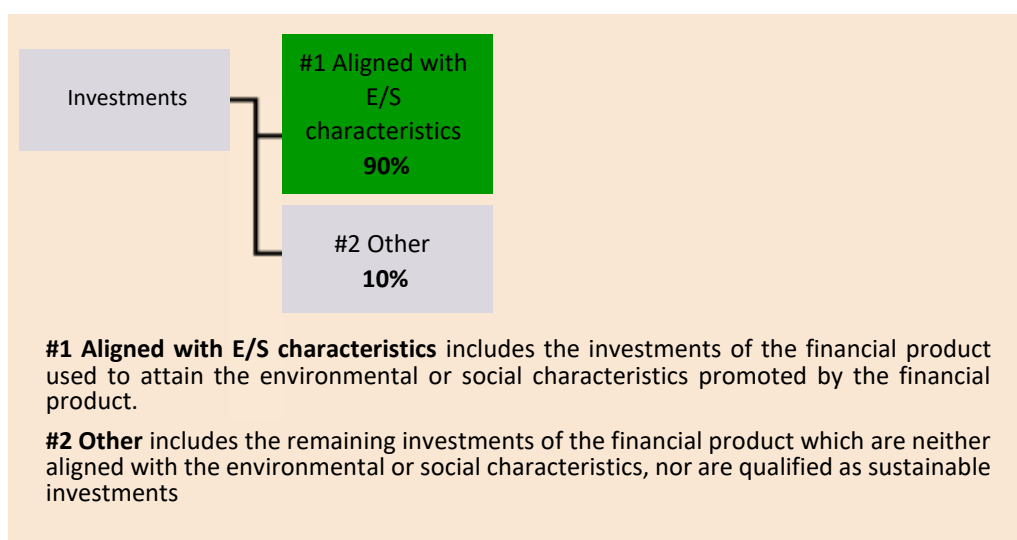 Investments
#1 Aligned with
E/S
characteristics
90%
#2 Other
10%
#1 Aligned with E/S characteristics includes the investments of the financial product
used to attain the environmental or social characteristics promoted by the financial
product.
#2 Other includes the remaining investments of the financial product which are neither
aligned with the environmental or social characteristics, nor are qualified as sustainable
investments